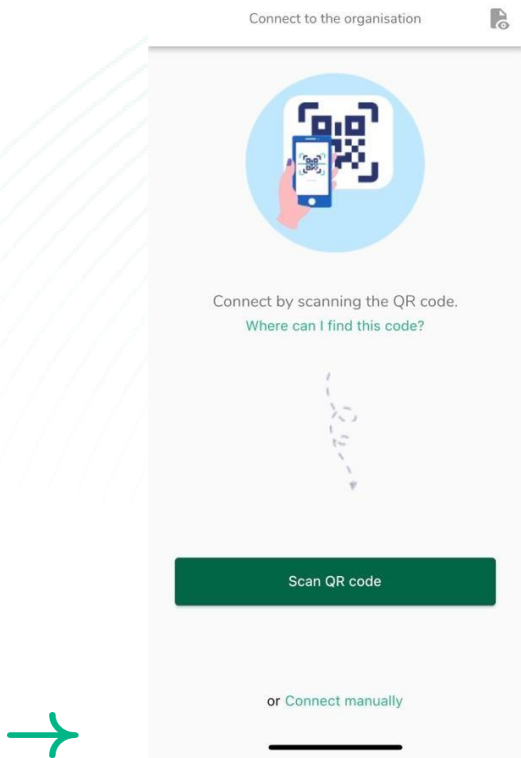 Connect to the organisation
Connect by scanning the QR code.
Where can I find this code?
Scan QR code
or Connect manually